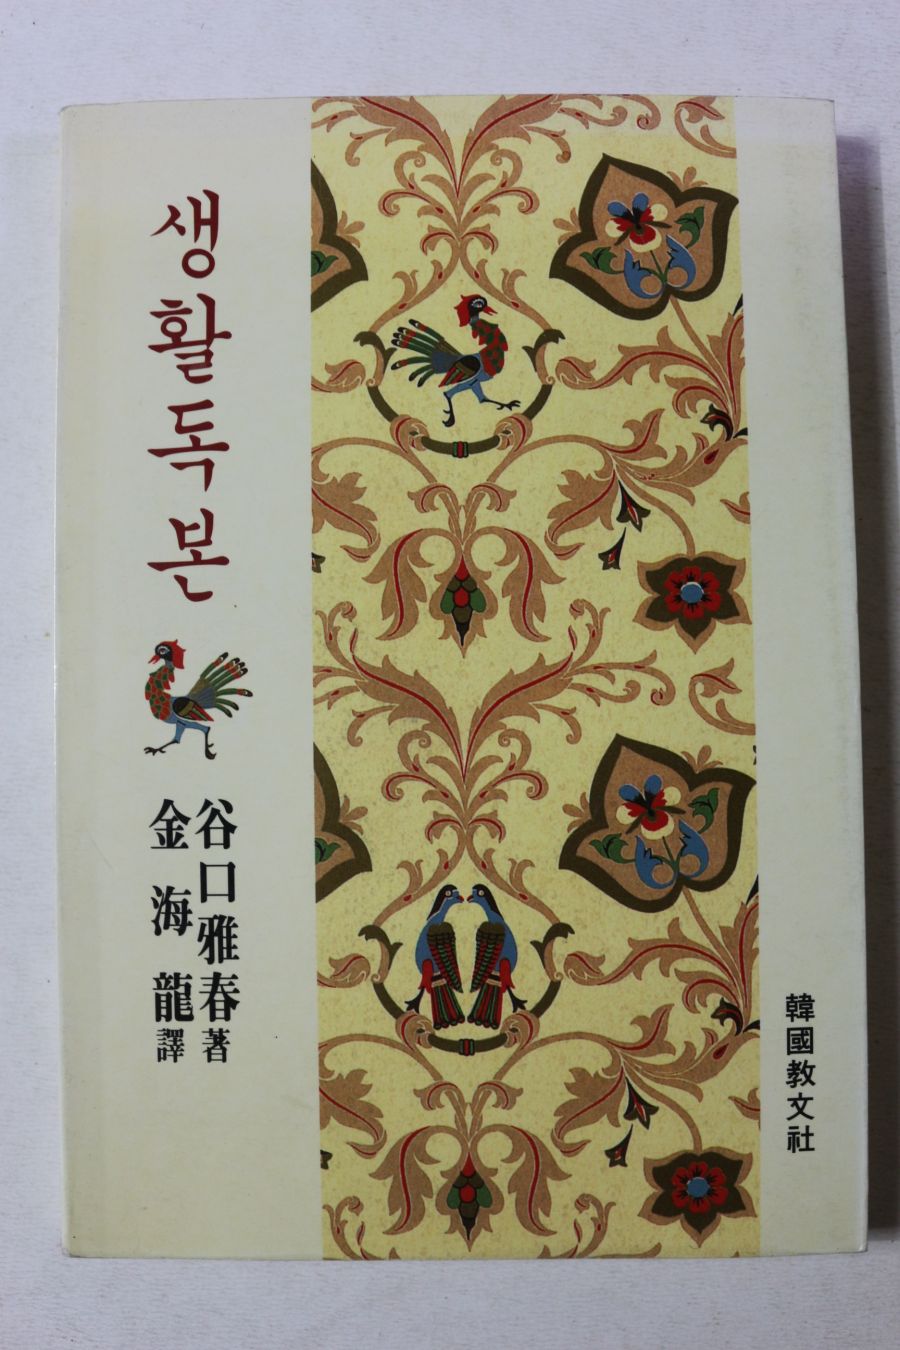 생활독본
谷口雅春著
金海龍譯
韓國教文社